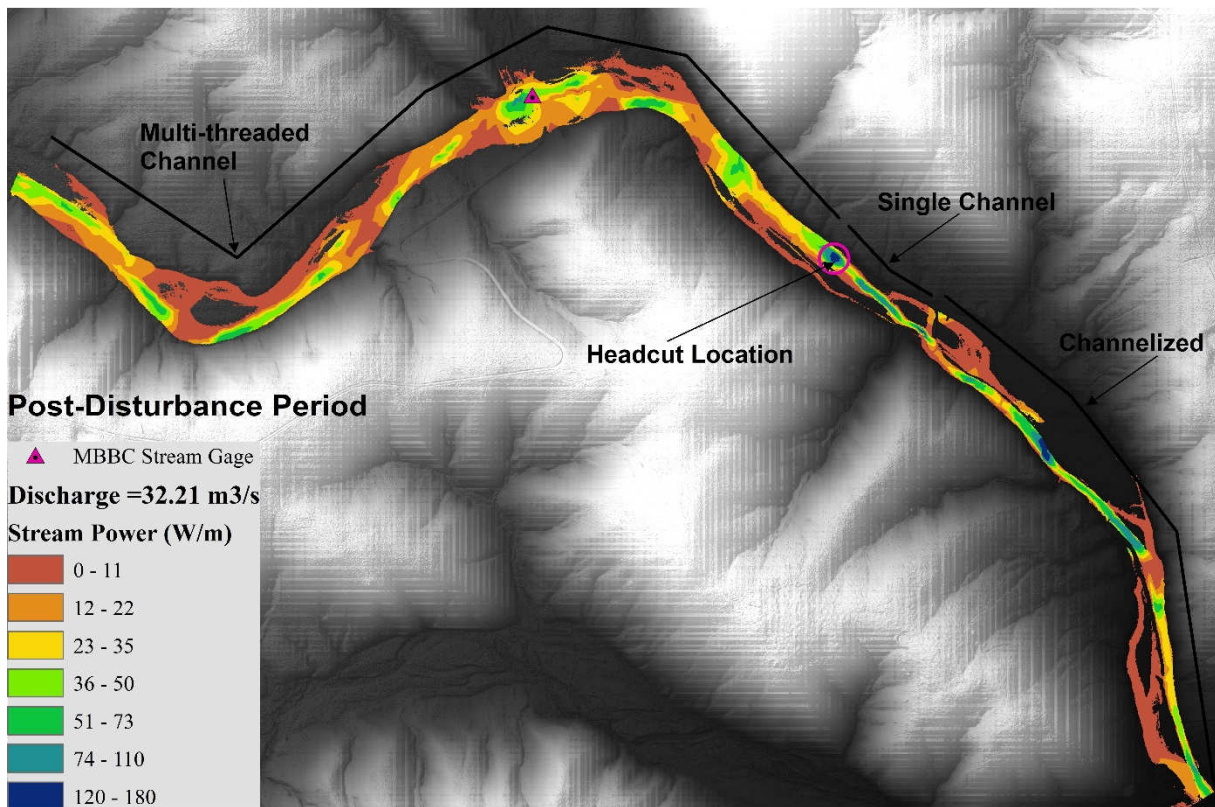 Multi-threaded
Channel
Single Channel
Headcut Location
Channelized
Post-Disturbance Period
MBBC Stream Gage
Discharge =32.21 m3/s
Stream Power (W/m)
0 - 11
12 - 22
23 - 35
36 - 50
51 - 73
74 - 110
120 - 180